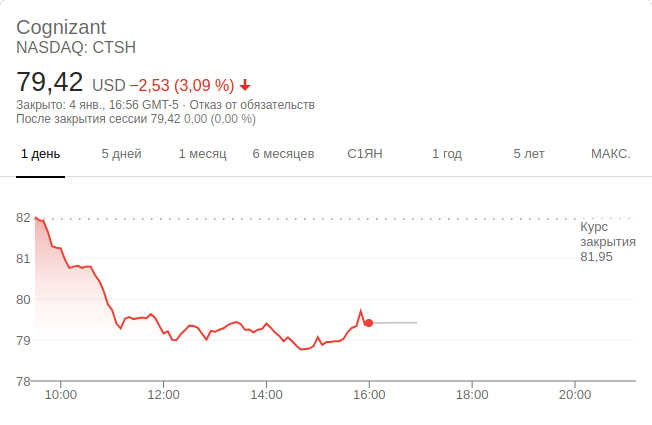 Cognizant
NASDAQ: CTSH
79,42 USD −2,53 (3,09 %)
Закрыто: 4 янв., 16:56 GMT-5 · Отказ от обязательств
После закрытия сессии 79,42 0,00 (0,00 %)
1 день 5 дней 1 месяц 6 месяцев С1ЯН 1 год 5 лет МАКС.
82
Курс
закрытия
81,95
81
80
79
78
10:00 12:00 14:00 16:00 18:00 20:00